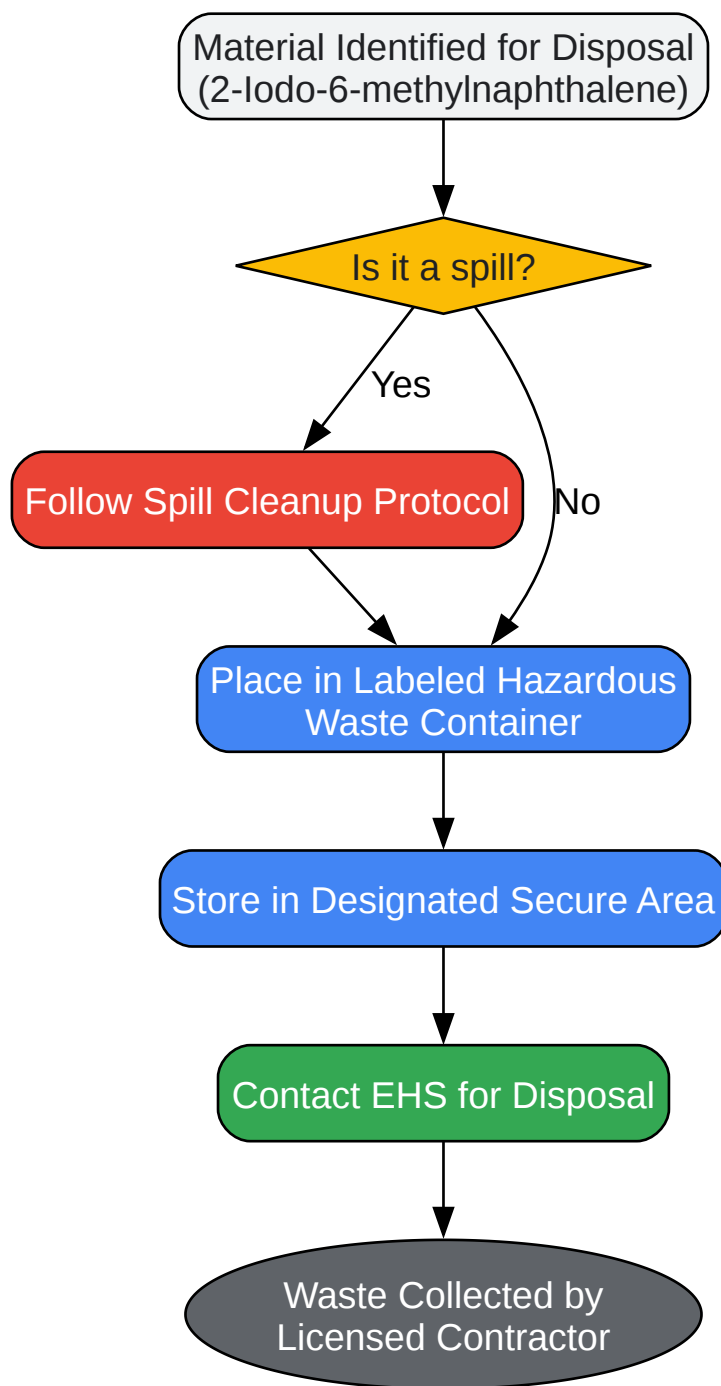 Material Identified for Disposal
(2-Iodo-6-methylnaphthalene)
Is it a spill?
Yes
Follow Spill Cleanup Protocol
No
Place in Labeled Hazardous
Waste Container
Store in Designated Secure Area
Contact EHS for Disposal
Waste Collected by
Licensed Contractor